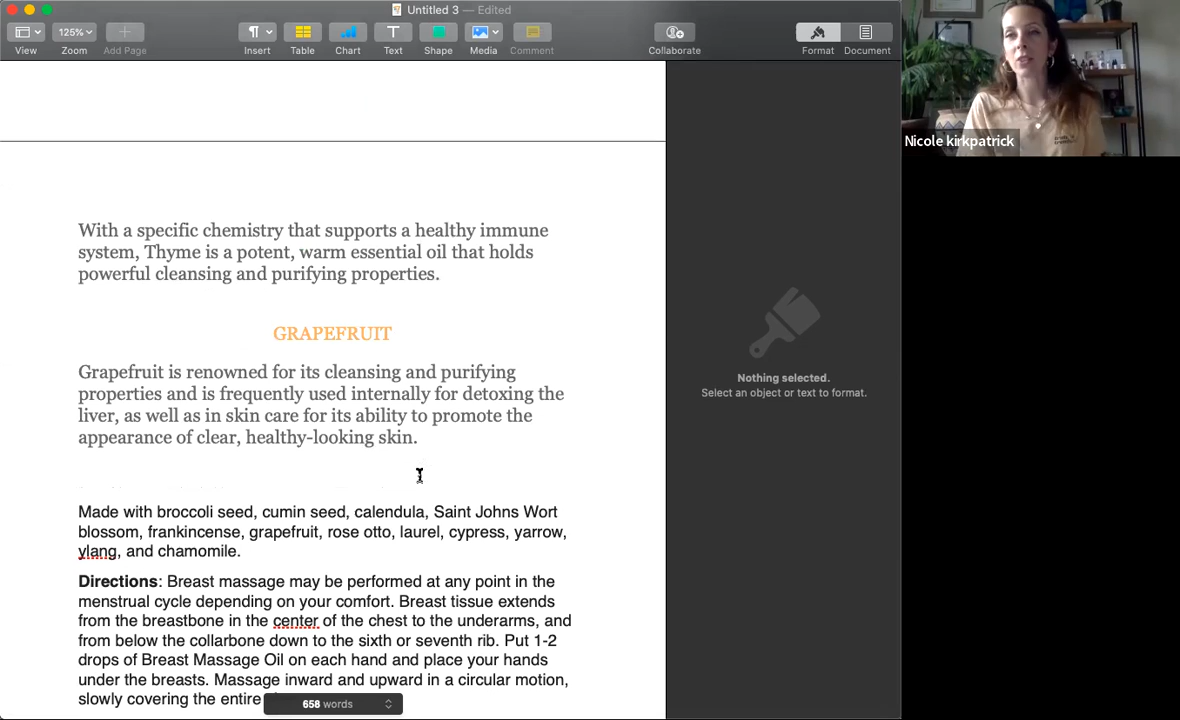 Untitled 3 — Edited
125%
View
Zoom
Add Page
Insert
Table
Chart
Text
Shape
Media
Comment
Collaborate
Format
Document
Nicole kirkpatrick
With a specific chemistry that supports a healthy immune
system, Thyme is a potent, warm essential oil that holds
powerful cleansing and purifying properties.
GRAPEFRUIT
Grapefruit is renowned for its cleansing and purifying
properties and is frequently used internally for detoxing the
liver, as well as in skin care for its ability to promote the
appearance of clear, healthy-looking skin.
Made with broccoli seed, cumin seed, calendula, Saint Johns Wort
blossom, frankincense, grapefruit, rose otto, laurel, cypress, yarrow,
ylang, and chamomile.
Directions: Breast massage may be performed at any point in the
menstrual cycle depending on your comfort. Breast tissue extends
from the breastbone in the center of the chest to the underarms, and
from below the collarbone down to the sixth or seventh rib. Put 1-2
drops of Breast Massage Oil on each hand and place your hands
under the breasts. Massage inward and upward in a circular motion,
slowly covering the entire
658 words
Nothing selected.
Select an object or text to format.